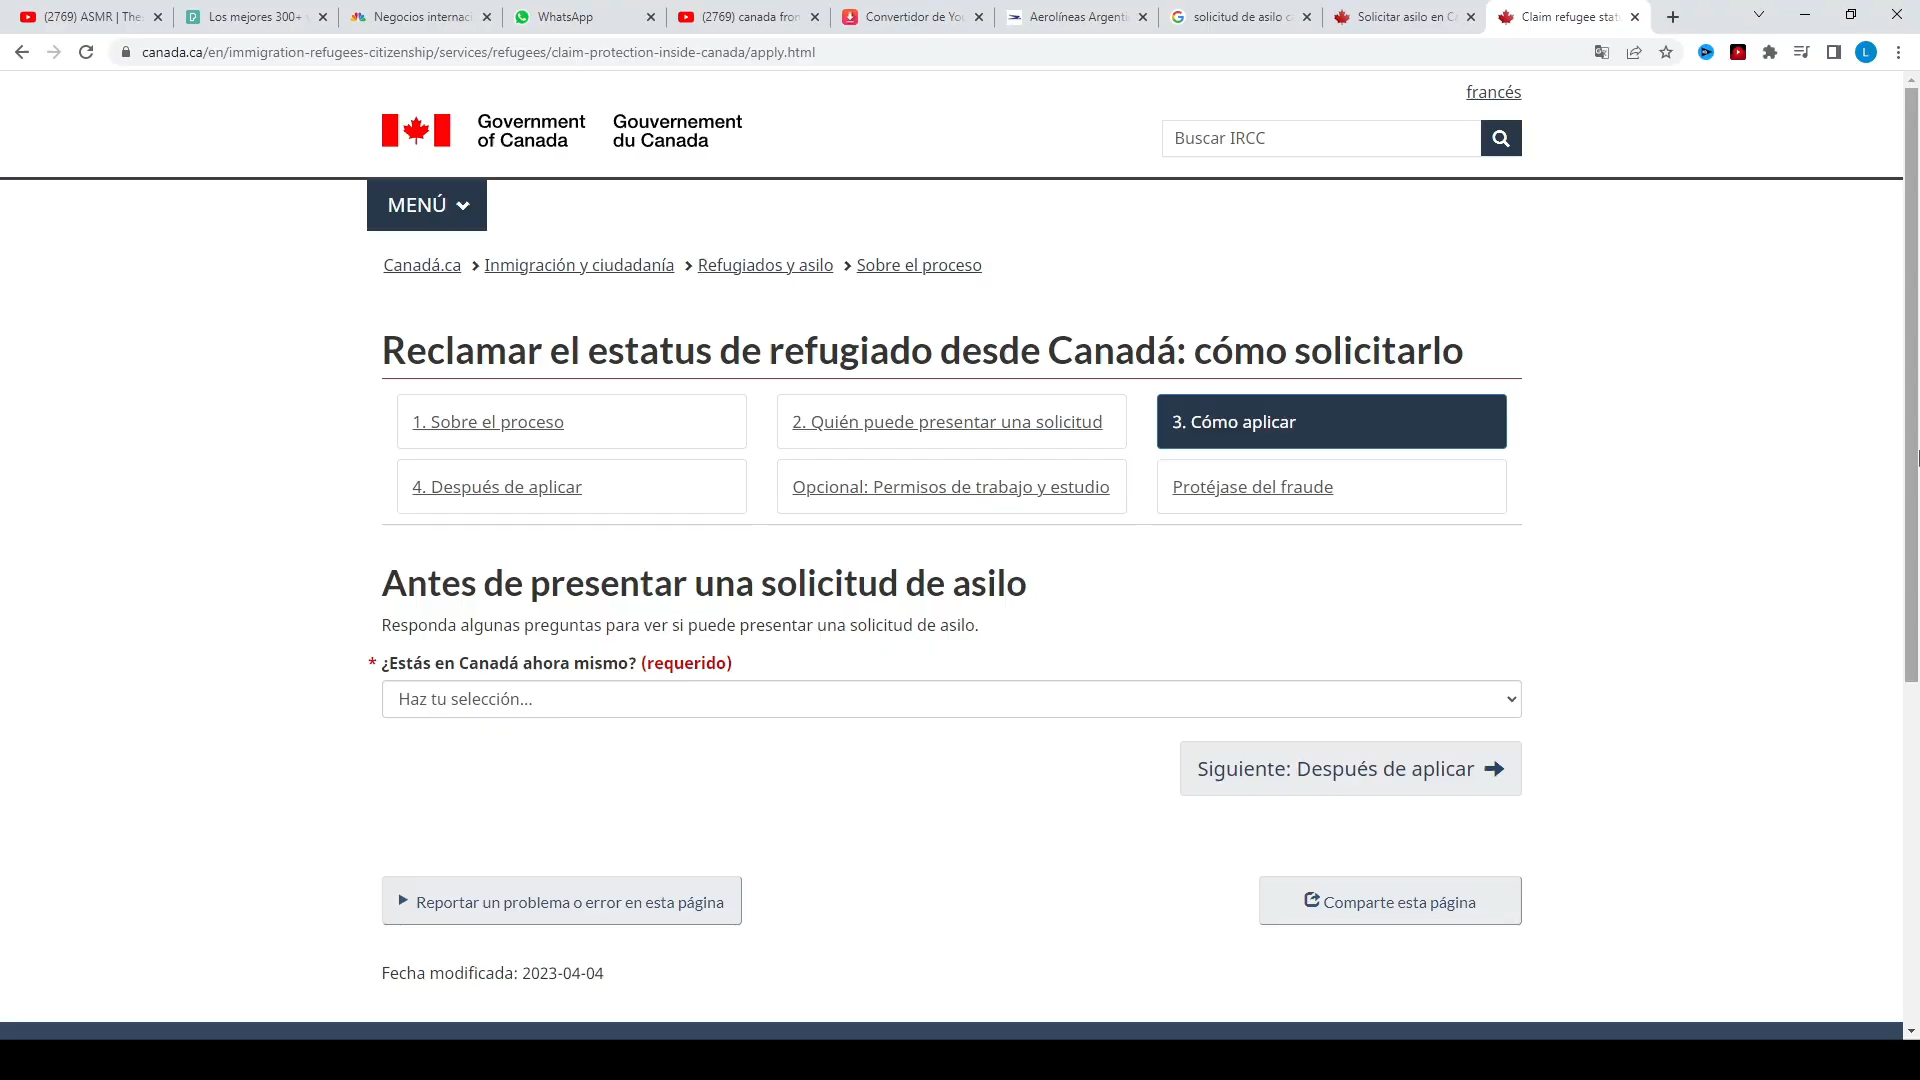 (2769) ASMR | The
Los mejores 300+
Negocios internaci
WhatsApp
(2769) canada fron
Convertidor de You
Aerolíneas Argenti
solicitud de asilo c
Solicitar asilo en C
Claim refugee stat
canada.ca/en/immigration-refugees-citizenship/services/refugees/claim-protection-inside-canada/apply.html
L
francés
Government of Canada
Gouvernement du Canada
Buscar IRCC
MENÚ
Canadá.ca > Inmigración y ciudadanía > Refugiados y asilo > Sobre el proceso
Reclamar el estatus de refugiado desde Canadá: cómo solicitarlo
1. Sobre el proceso
2. Quién puede presentar una solicitud
3. Cómo aplicar
4. Después de aplicar
Opcional: Permisos de trabajo y estudio
Protéjase del fraude
Antes de presentar una solicitud de asilo
Responda algunas preguntas para ver si puede presentar una solicitud de asilo.
* ¿Estás en Canadá ahora mismo? (requerido)
Haz tu selección...
Siguiente: Después de aplicar
Reportar un problema o error en esta página
Comparte esta página
Fecha modificada: 2023-04-04